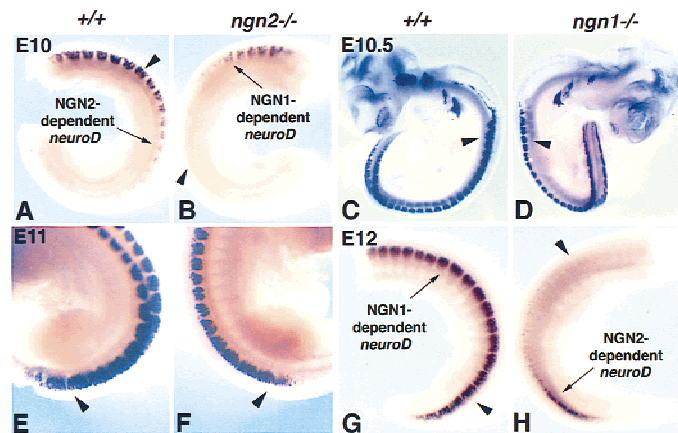 +/+
ngn2-/-
+/+
ngn1-/-
E10
E10.5
NGN2-
dependent
neuroD
NGN1-
dependent
neuroD
A
B
C
D
E11
E12
NGN1-
dependent
neuroD
NGN2-
dependent
neuroD
E
F
G
H